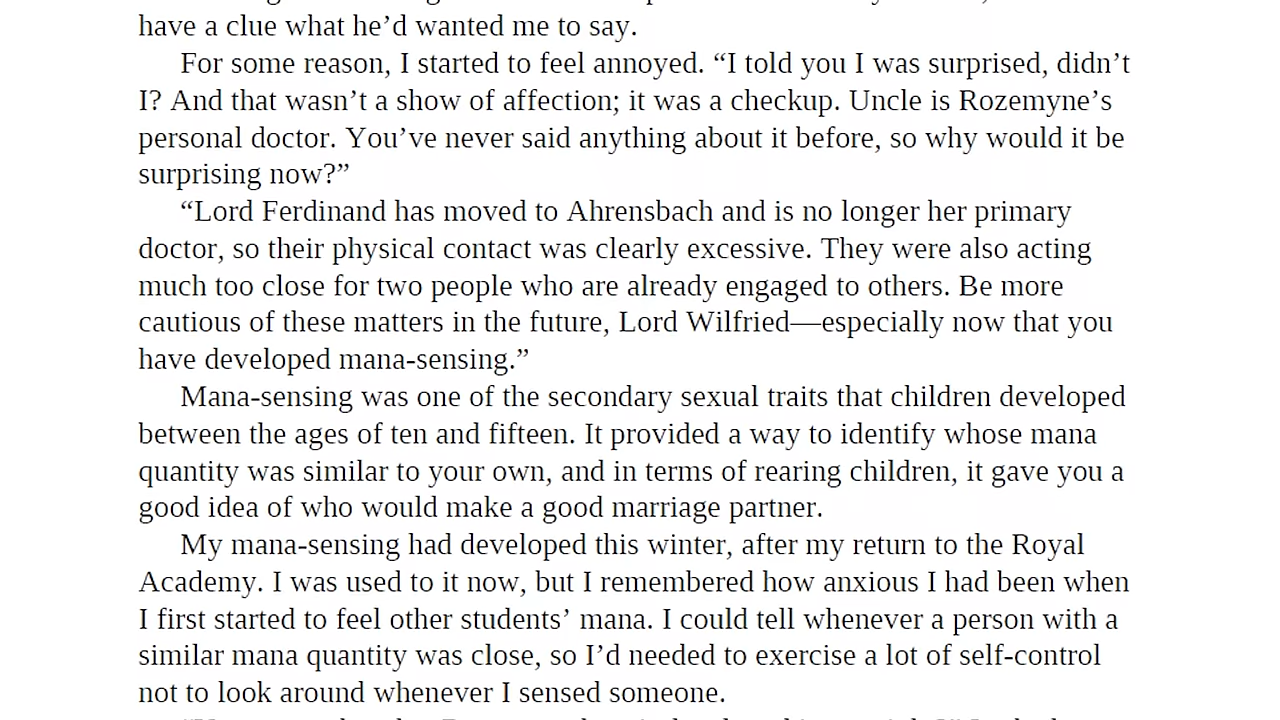 have a clue what he’d wanted me to say.
For some reason, I started to feel annoyed. “I told you I was surprised, didn’t
I? And that wasn’t a show of affection; it was a checkup. Uncle is Rozemyne’s
personal doctor. You’ve never said anything about it before, so why would it be
surprising now?”
“Lord Ferdinand has moved to Ahrensbach and is no longer her primary
doctor, so their physical contact was clearly excessive. They were also acting
much too close for two people who are already engaged to others. Be more
cautious of these matters in the future, Lord Wilfried—especially now that you
have developed mana-sensing.”
Mana-sensing was one of the secondary sexual traits that children developed
between the ages of ten and fifteen. It provided a way to identify whose mana
quantity was similar to your own, and in terms of rearing children, it gave you a
good idea of who would make a good marriage partner.
My mana-sensing had developed this winter, after my return to the Royal
Academy. I was used to it now, but I remembered how anxious I had been when
I first started to feel other students’ mana. I could tell whenever a person with a
similar mana quantity was close, so I’d needed to exercise a lot of self-control
not to look around whenever I sensed someone.